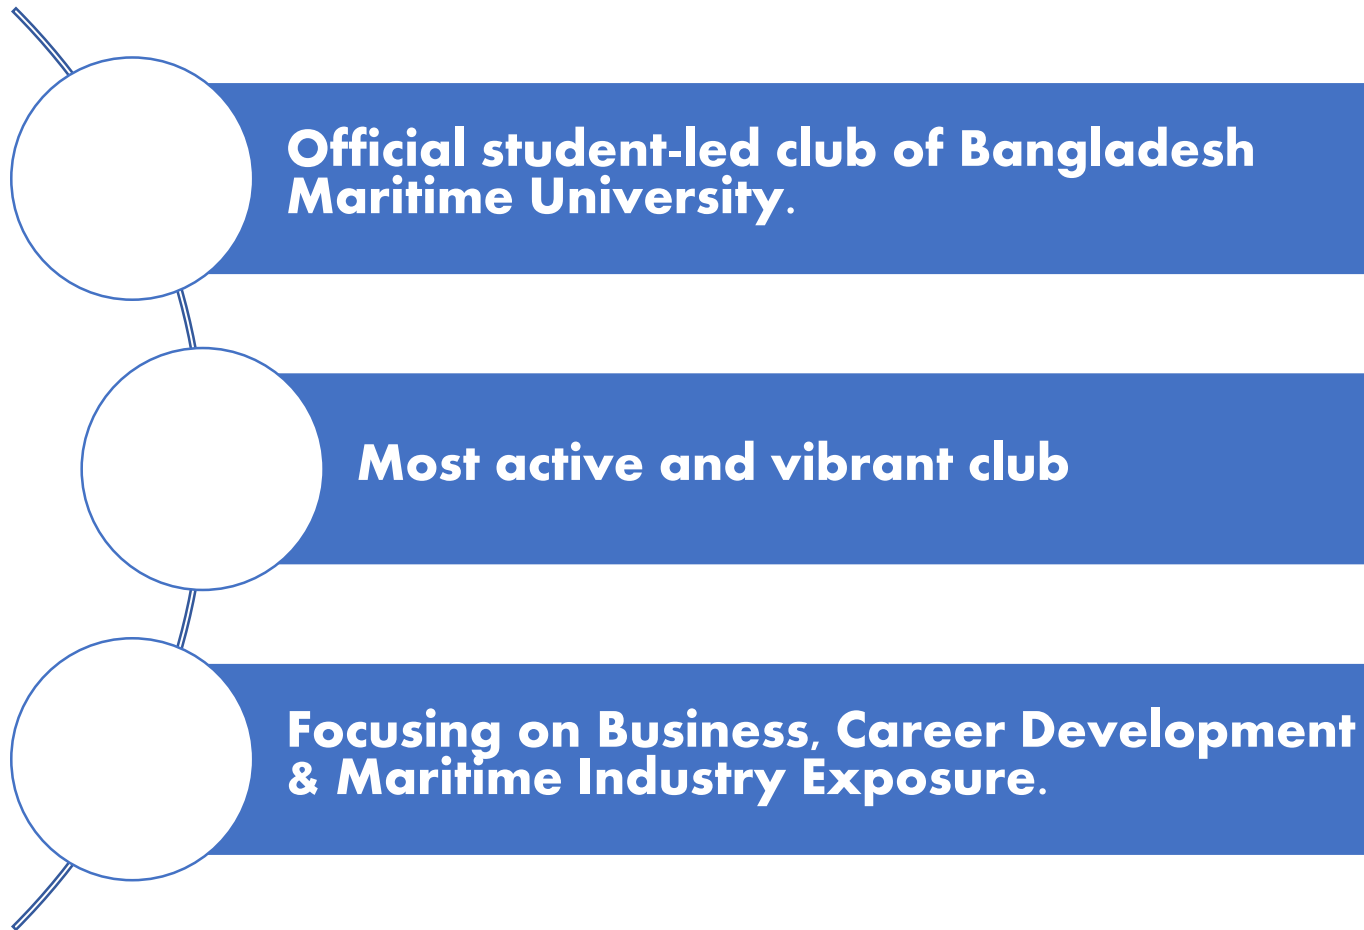 Official student-led club of Bangladesh
Maritime University.
Most active and vibrant club
Focusing on Business, Career Development
& Maritime Industry Exposure.